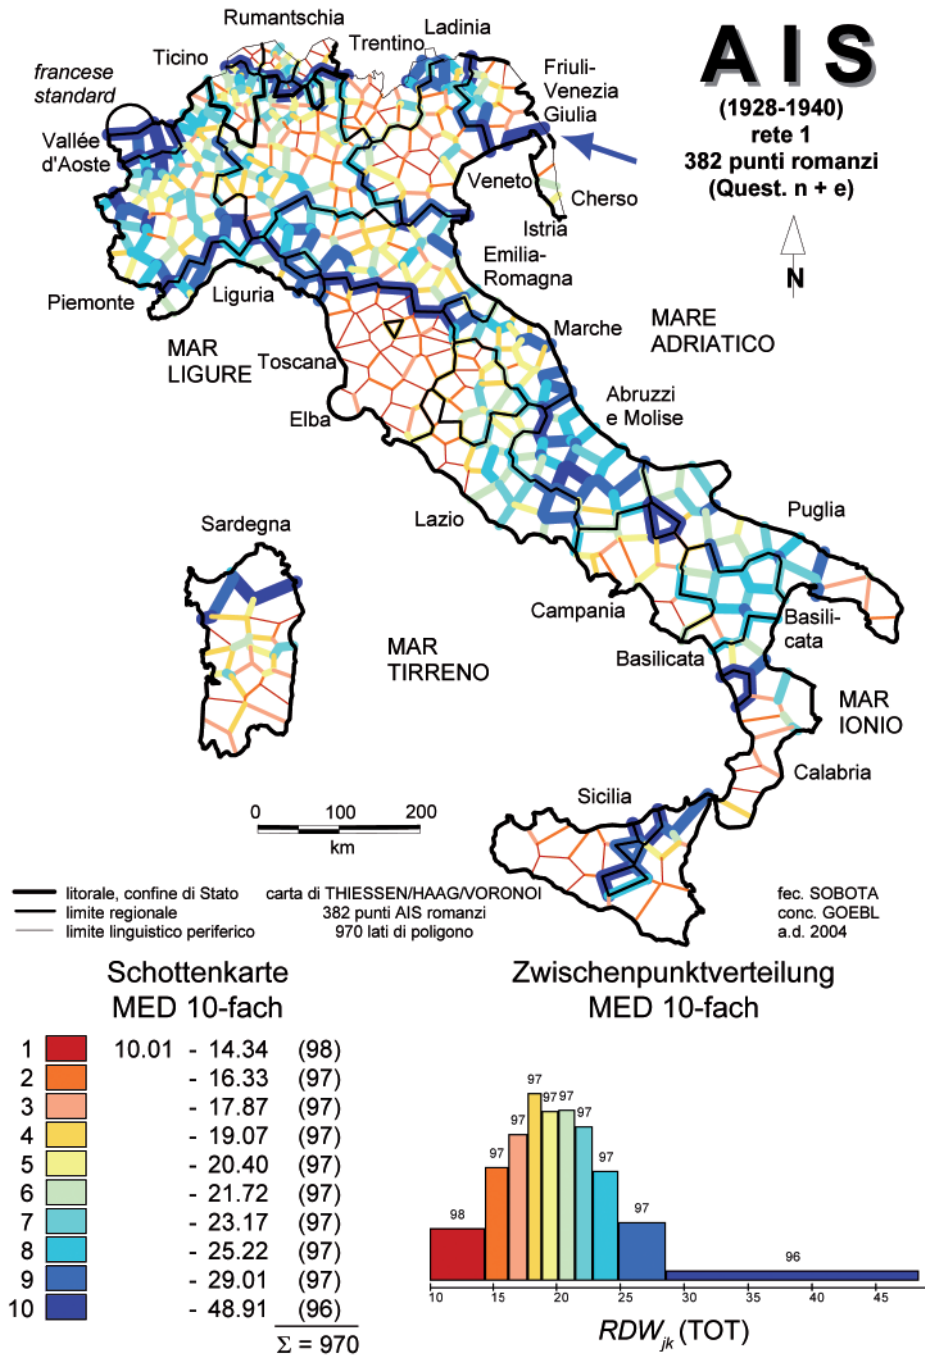 Rumantschia
Ladinia
Ticino
Trentino
francese
standard
Friuli-
Venezia
Giulia
Vallée
d'Aoste
Veneto
Cherso
Istria
Emilia-
Romagna
Piemonte
Liguria
Marche
MAR
LIGURE
Toscana
MARE
ADRIATICO
Elba
Abruzzi
e Molise
Lazio
Puglia
Sardegna
Campania
Basili-
cata
Basilicata
MAR
TIRRENO
MAR
IONIO
Calabria
Sicilia
AIS
(1928-1940)
rete 1
382 punti romanzi
(Quest. n + e)
N
0 100 200
km
litorale, confine di Stato
limite regionale
limite linguistico periferico
carta di THIESSEN/HAAG/VORONOI
382 punti AIS romanzi
970 lati di poligono
fec. SOBOTA
conc. GOEBL
a.d. 2004
Schottenkarte
MED 10-fach
1 10.01 - 14.34 (98)
2 - 16.33 (97)
3 - 17.87 (97)
4 - 19.07 (97)
5 - 20.40 (97)
6 - 21.72 (97)
7 - 23.17 (97)
8 - 25.22 (97)
9 - 29.01 (97)
10 - 48.91 (96)
Σ = 970
Zwischenpunktverteilung
MED 10-fach
98 97 97 97 97 97 97 97 97 96
10 15 20 25 30 35 40 45
RDWjk (TOT)